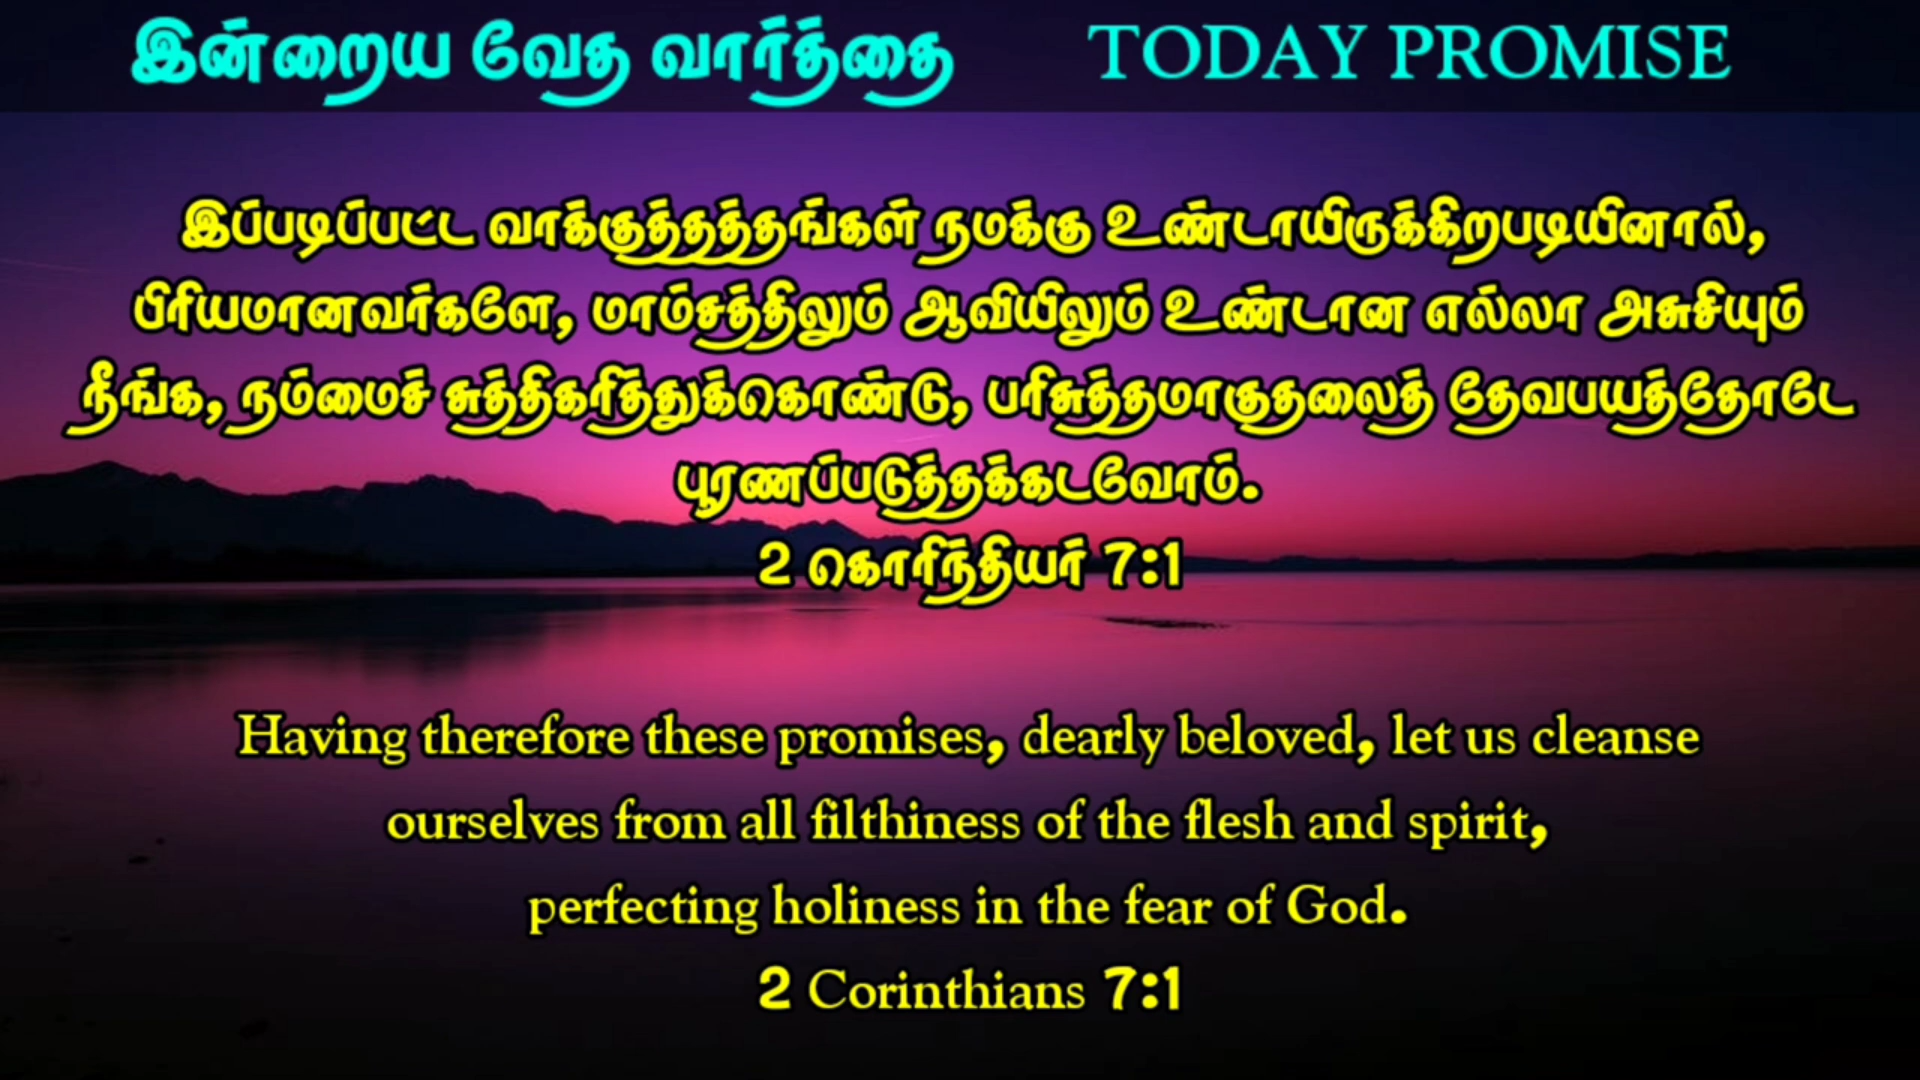 இன்றைய வேத வார்த்தை TODAY PROMISE
இப்படிப்பட்ட வாக்குத்தத்தங்கள் நமக்கு உண்டாயிருக்கிறபடியினால்,
பிரியமானவர்களே, மாம்சத்திலும் ஆவியிலும் உண்டான எல்லா அசுசியும்
நீங்க, நம்மைச் சுத்திகரித்துக்கொண்டு, பரிசுத்தமாகுதலைத் தேவபயத்தோடே
பூரணப்படுத்தக்கடவோம்.
2 கொரிந்தியர் 7:1
Having therefore these promises, dearly beloved, let us cleanse
ourselves from all filthiness of the flesh and spirit,
perfecting holiness in the fear of God.
2 Corinthians 7:1